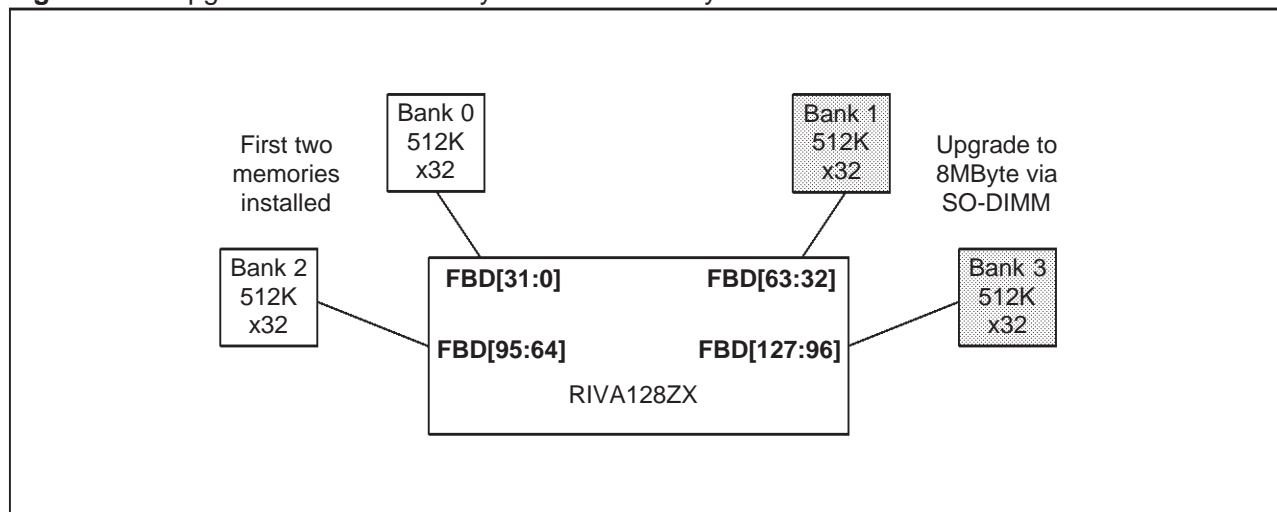 Bank 0
512K
x32
Bank 1
512K
x32
First two
memories
installed
Upgrade to
8MByte via
SO-DIMM
Bank 2
512K
x32
FBD[31:0]
FBD[63:32]
Bank 3
512K
x32
FBD[95:64]
FBD[127:96]
RIVA128ZX